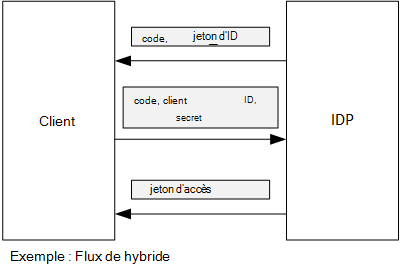 code, jeton d'ID
code, client ID,
secret
Client
IDP
jeton d'accès
Exemple : Flux de hybride